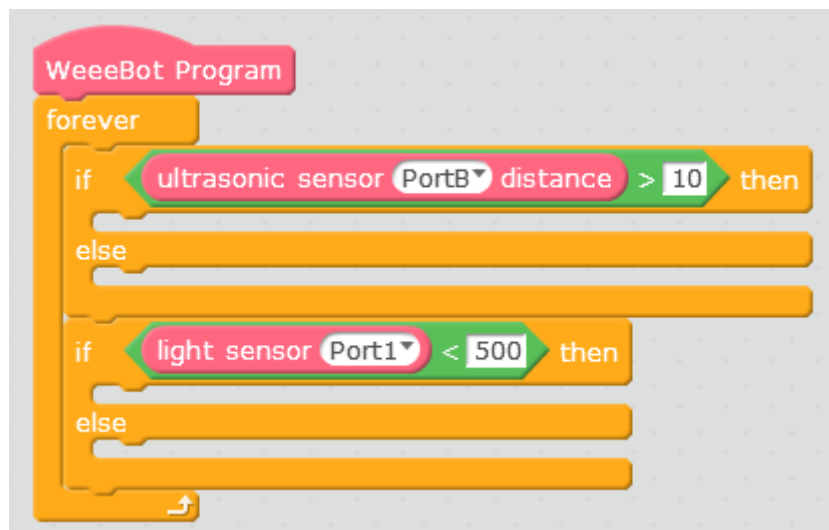 WeeeBot Program
forever
if ultrasonic sensor PortB distance > 10 then
else
if light sensor Port1 < 500 then
else